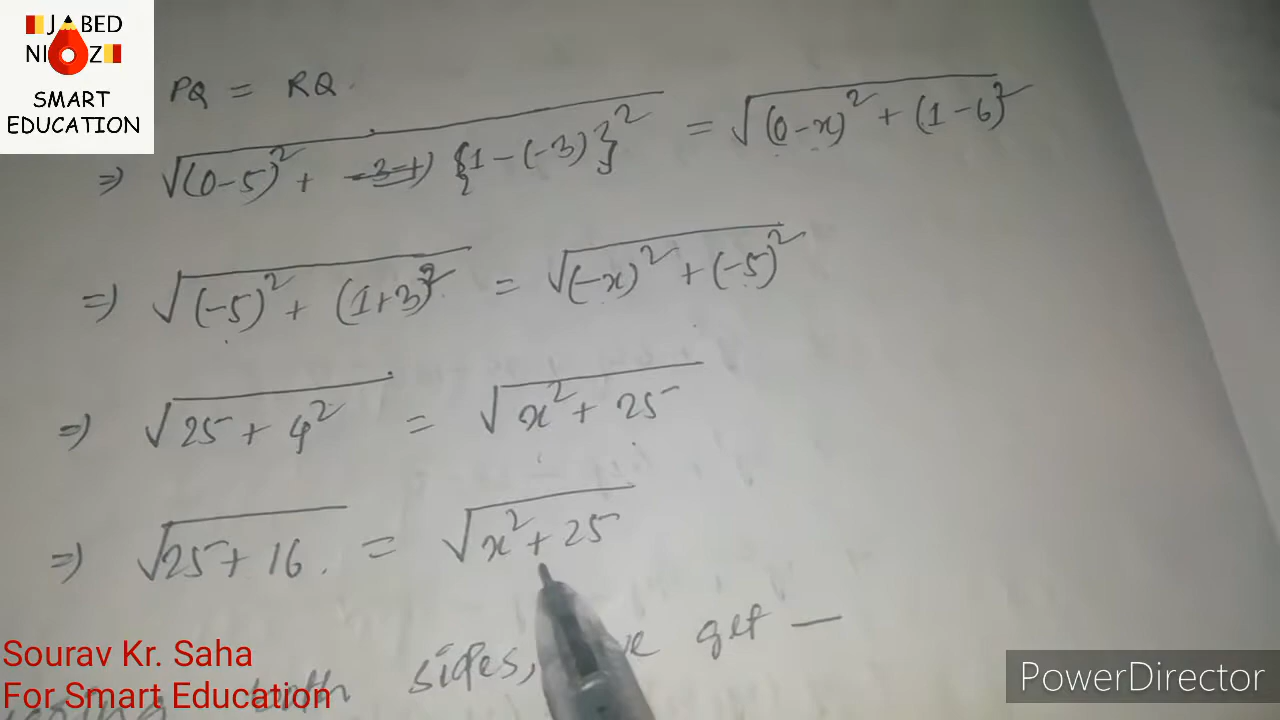 JABED
NIOZ
SMART
EDUCATION
PQ = RQ.
⇒ √(0-5)² + {1-(-3)}² = √(0-x)² + (1-6)²
⇒ √(-5)² + (1+3)² = √(-x)² + (-5)²
⇒ √25 + 4² = √x² + 25
⇒ √25 + 16 = √x² + 25
both sides, get —
Sourav Kr. Saha
For Smart Education
PowerDirector